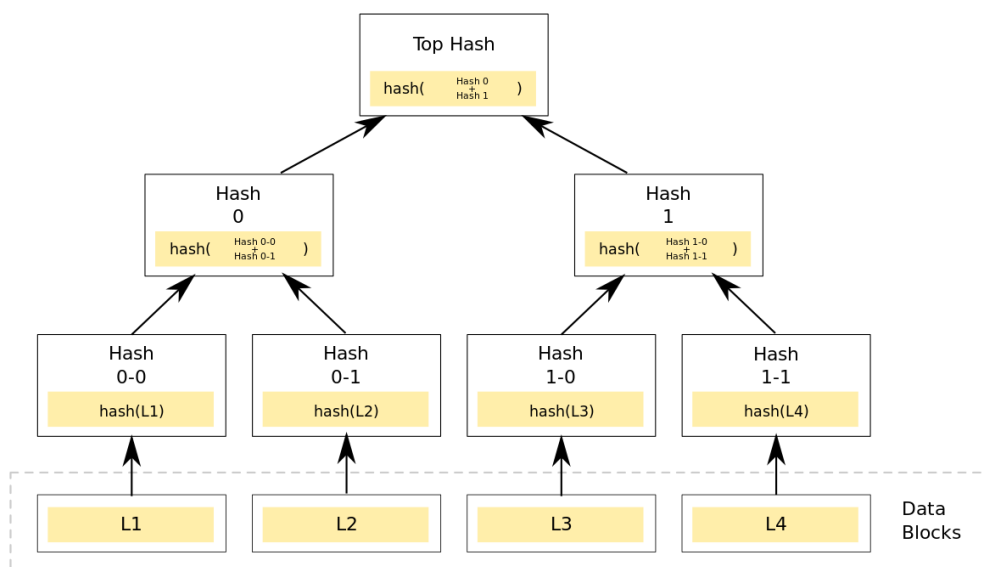 Top Hash
hash( Hash 0 + Hash 1 )
Hash
0
hash( Hash 0-0 + Hash 0-1 )
Hash
1
hash( Hash 1-0 + Hash 1-1 )
Hash
0-0
hash(L1)
Hash
0-1
hash(L2)
Hash
1-0
hash(L3)
Hash
1-1
hash(L4)
L1
L2
L3
L4
Data
Blocks